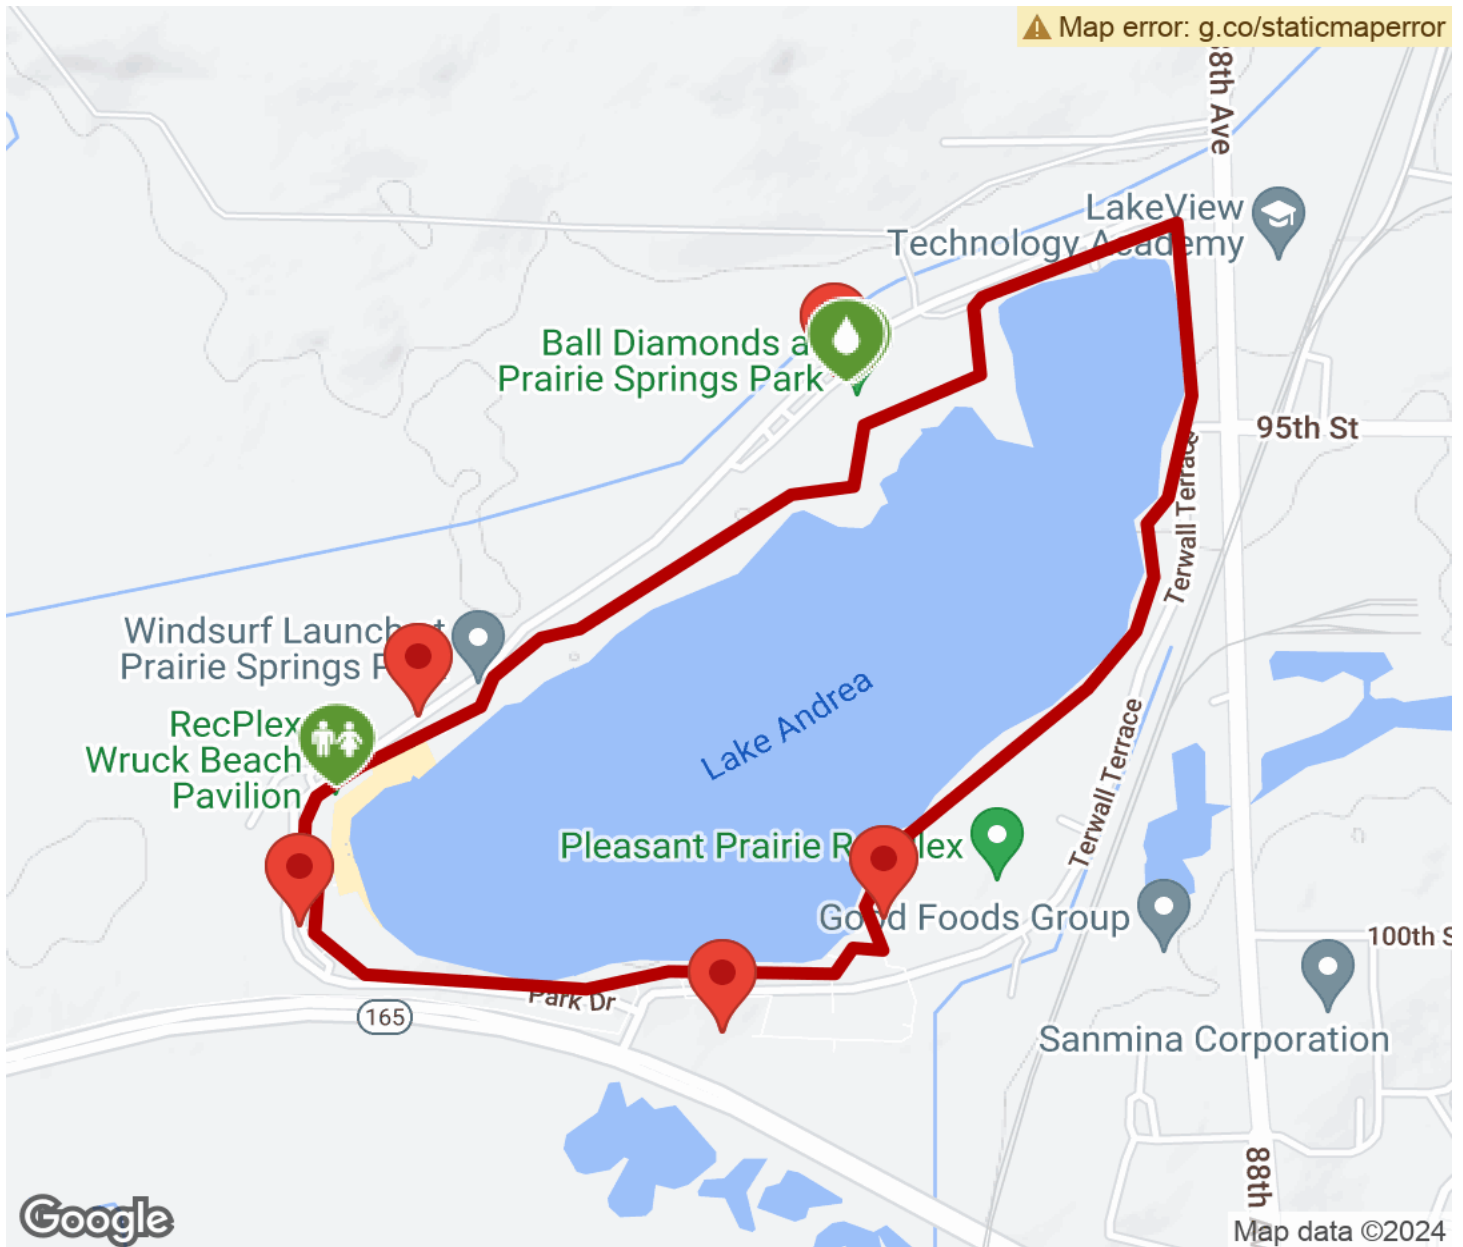 Map error: g.co/staticmaperror
88th Ave
LakeView
Technology Academy
Ball Diamonds a
Prairie Springs Park
95th St
Terwall Terrace
Windsurf Launch
Prairie Springs
RecPlex
Wruck Beach
Pavilion
Lake Andrea
Terwall Terrace
Pleasant Prairie
Good Foods Group
100th S
Park Dr
165
Sanmina Corporation
88th
Google
Map data ©2024